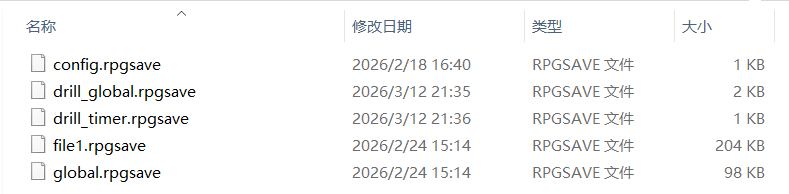 名称 修改日期 类型 大小
config.rpgsave 2026/2/18 16:40 RPGSAVE 文件 1 KB
drill_global.rpgsave 2026/3/12 21:35 RPGSAVE 文件 2 KB
drill_timer.rpgsave 2026/3/12 21:36 RPGSAVE 文件 1 KB
file1.rpgsave 2026/2/24 15:14 RPGSAVE 文件 204 KB
global.rpgsave 2026/2/24 15:14 RPGSAVE 文件 98 KB